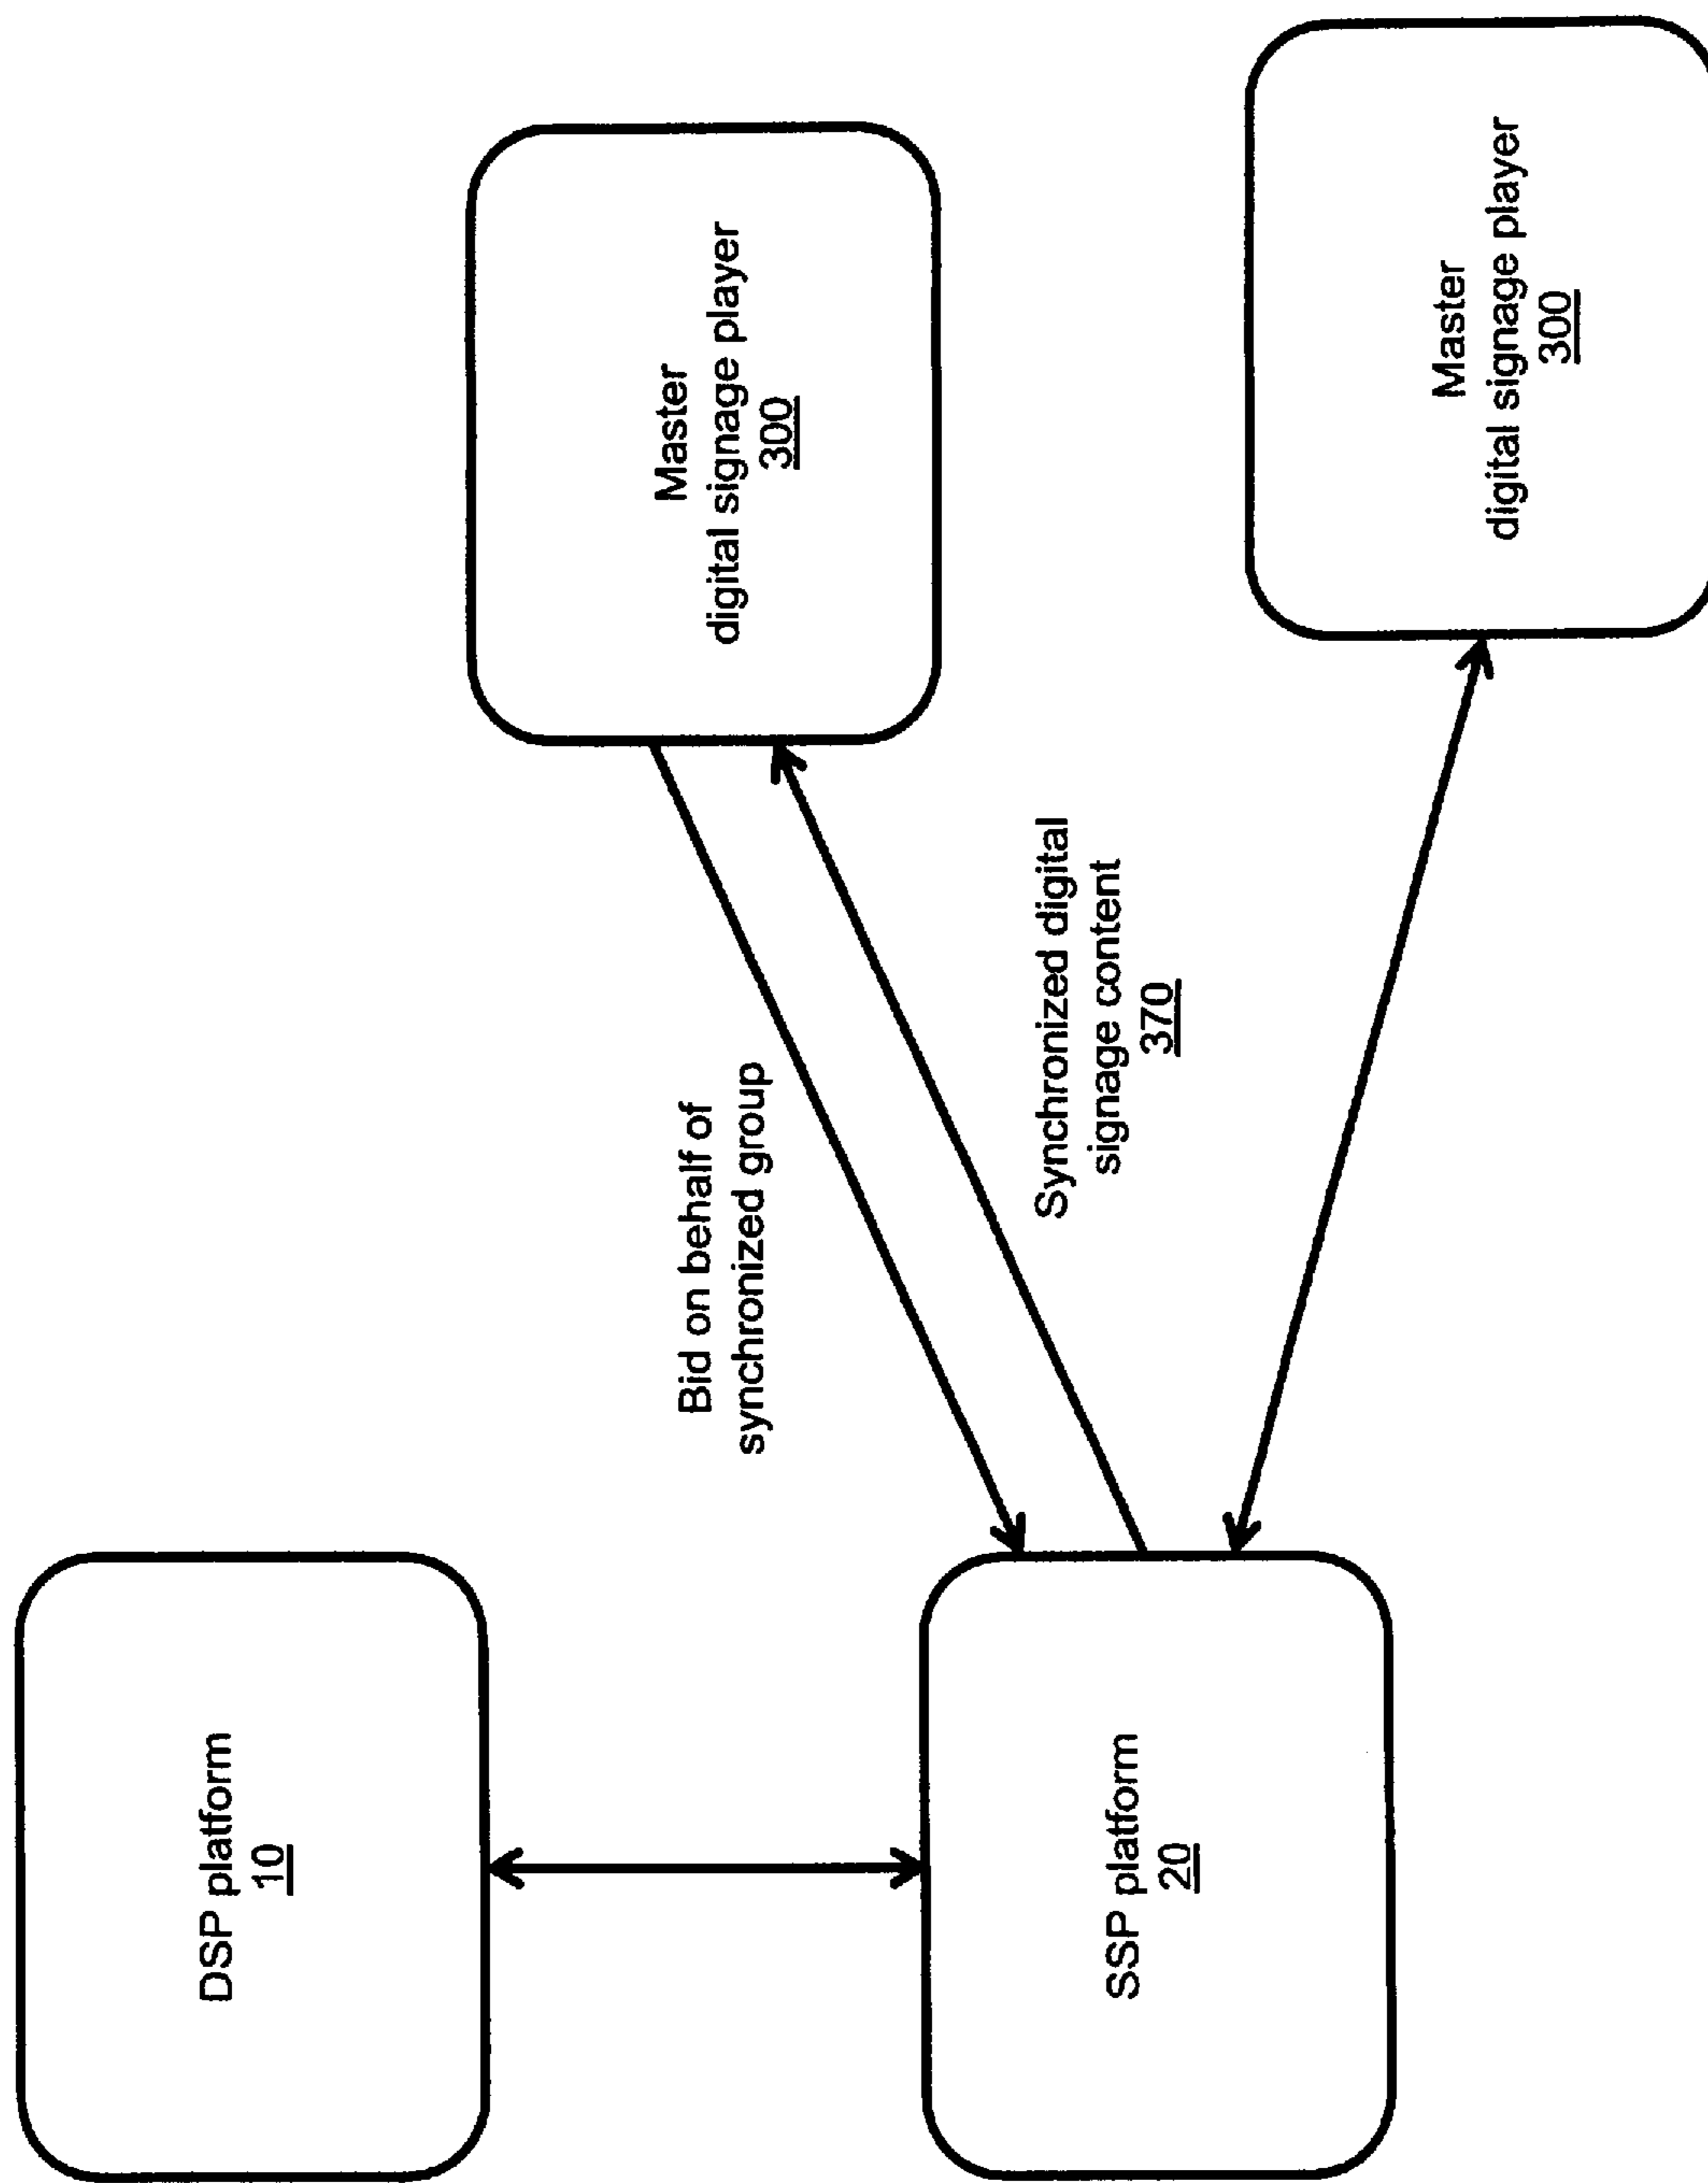 DSP platform
10
SSP platform
20
Bid on behalf of
synchronized group
Synchronized digital
signage content
370
Master
digital signage player
300
Master
digital signage player
300